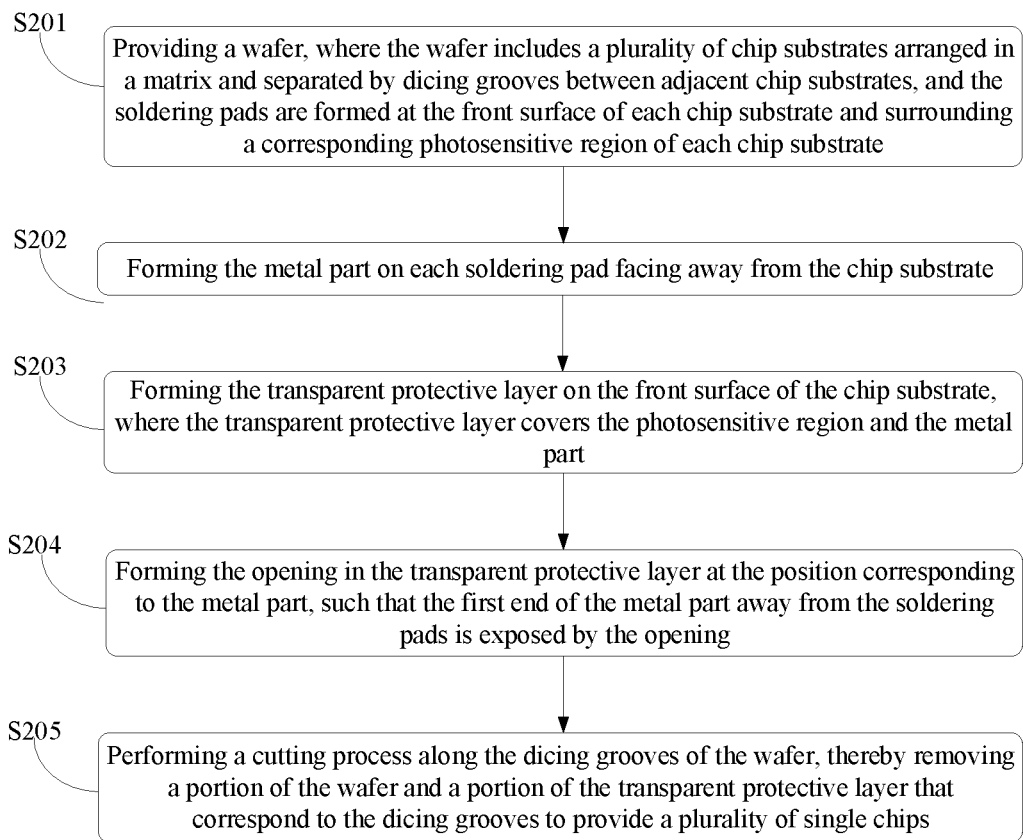 S201
Providing a wafer, where the wafer includes a plurality of chip substrates arranged in
a matrix and separated by dicing grooves between adjacent chip substrates, and the
soldering pads are formed at the front surface of each chip substrate and surrounding
a corresponding photosensitive region of each chip substrate
S202
Forming the metal part on each soldering pad facing away from the chip substrate
S203
Forming the transparent protective layer on the front surface of the chip substrate,
where the transparent protective layer covers the photosensitive region and the metal
part
S204
Forming the opening in the transparent protective layer at the position corresponding
to the metal part, such that the first end of the metal part away from the soldering
pads is exposed by the opening
S205
Performing a cutting process along the dicing grooves of the wafer, thereby removing
a portion of the wafer and a portion of the transparent protective layer that
correspond to the dicing grooves to provide a plurality of single chips